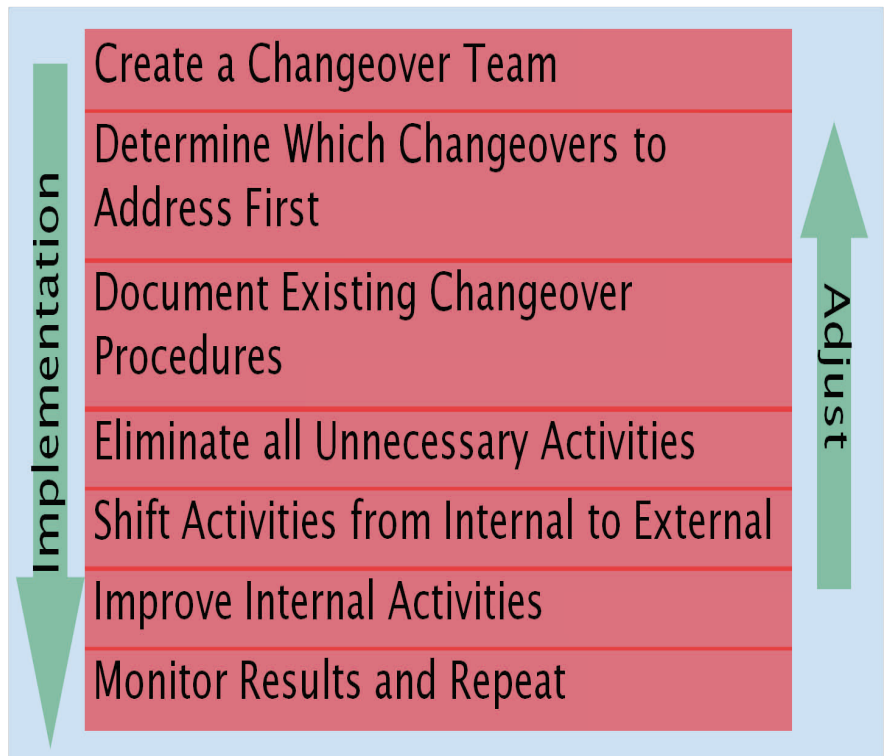 Create a Changeover Team
Determine Which Changeovers to
Address First
Document Existing Changeover
Procedures
Eliminate all Unnecessary Activities
Shift Activities from Internal to External
Improve Internal Activities
Monitor Results and Repeat
Implementation
Adjust